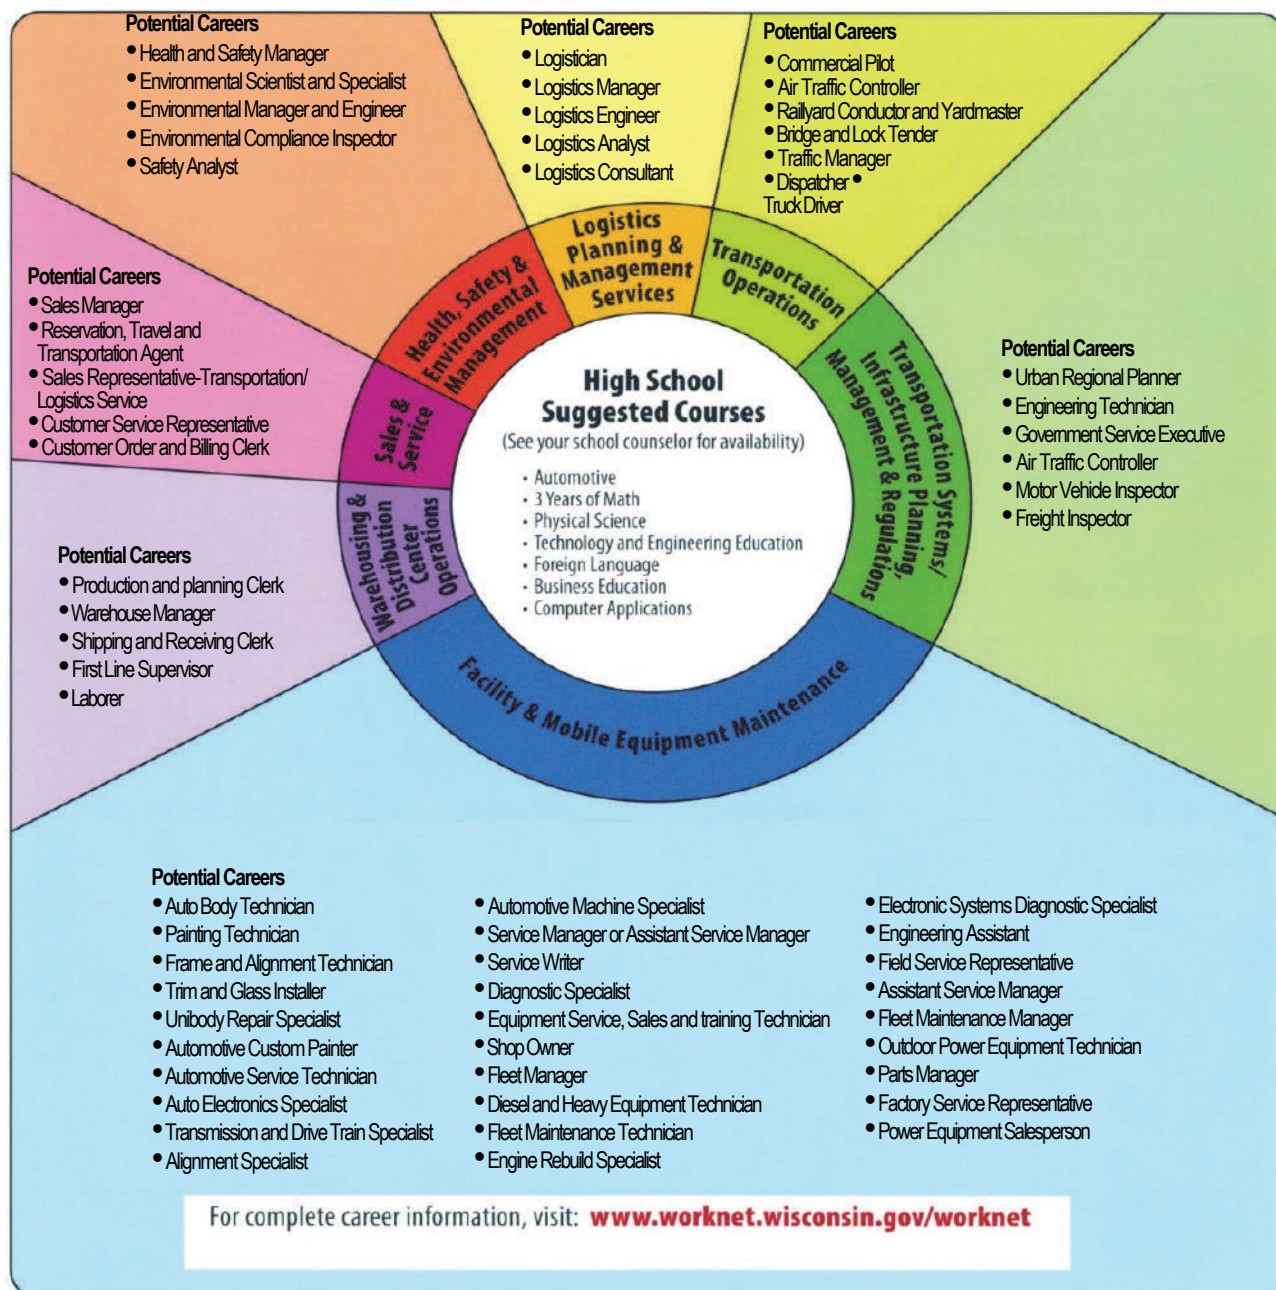 Potential Careers
• Health and Safety Manager
• Environmental Scientist and Specialist
• Environmental Manager and Engineer
• Environmental Compliance Inspector
• Safety Analyst
Potential Careers
• Logistician
• Logistics Manager
• Logistics Engineer
• Logistics Analyst
• Logistics Consultant
Potential Careers
• Commercial Pilot
• Air Traffic Controller
• Raillyard Conductor and Yardmaster
• Bridge and Lock Tender
• Traffic Manager
• Dispatcher •
Truck Driver
Potential Careers
• Sales Manager
• Reservation, Travel and
Transportation Agent
• Sales Representative-Transportation/
Logistics Service
• Customer Service Representative
• Customer Order and Billing Clerk
Health, Safety &
Environmental
Management
Logistics
Planning &
Management
Services
Transportation
Operations
Transportation Systems/
Infrastructure Planning,
Management & Regulations
Sales &
Service
Warehousing &
Distribution
Center
Operations
Facility & Mobile Equipment Maintenance
High School
Suggested Courses
(See your school counselor for availability)
• Automotive
• 3 Years of Math
• Physical Science
• Technology and Engineering Education
• Foreign Language
• Business Education
• Computer Applications
Potential Careers
• Urban Regional Planner
• Engineering Technician
• Government Service Executive
• Air Traffic Controller
• Motor Vehicle Inspector
• Freight Inspector
Potential Careers
• Production and planning Clerk
• Warehouse Manager
• Shipping and Receiving Clerk
• First Line Supervisor
• Laborer
Potential Careers
• Auto Body Technician
• Painting Technician
• Frame and Alignment Technician
• Trim and Glass Installer
• Unibody Repair Specialist
• Automotive Custom Painter
• Automotive Service Technician
• Auto Electronics Specialist
• Transmission and Drive Train Specialist
• Alignment Specialist
• Automotive Machine Specialist
• Service Manager or Assistant Service Manager
• Service Writer
• Diagnostic Specialist
• Equipment Service, Sales and training Technician
• Shop Owner
• Fleet Manager
• Diesel and Heavy Equipment Technician
• Fleet Maintenance Technician
• Engine Rebuild Specialist
• Electronic Systems Diagnostic Specialist
• Engineering Assistant
• Field Service Representative
• Assistant Service Manager
• Fleet Maintenance Manager
• Outdoor Power Equipment Technician
• Parts Manager
• Factory Service Representative
• Power Equipment Salesperson
For complete career information, visit: www.worknet.wisconsin.gov/worknet